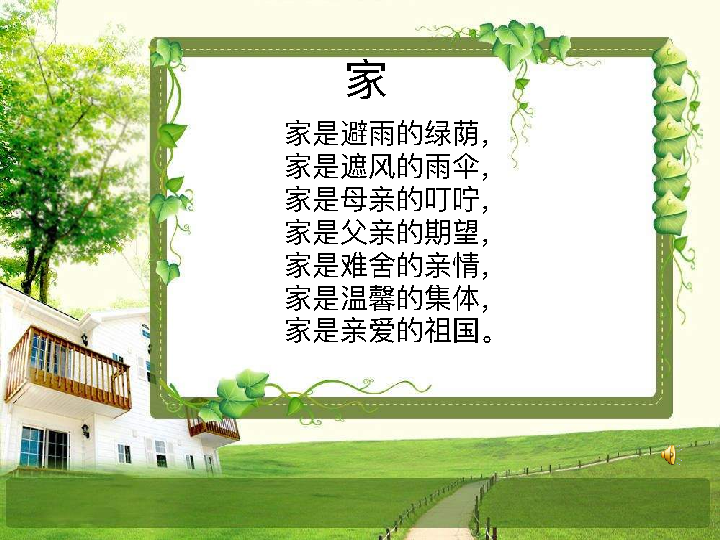 家
家是避雨的绿荫，
家是遮风的雨伞，
家是母亲的叮咛，
家是父亲的期望，
家是难舍的亲情，
家是温馨的集体，
家是亲爱的祖国。